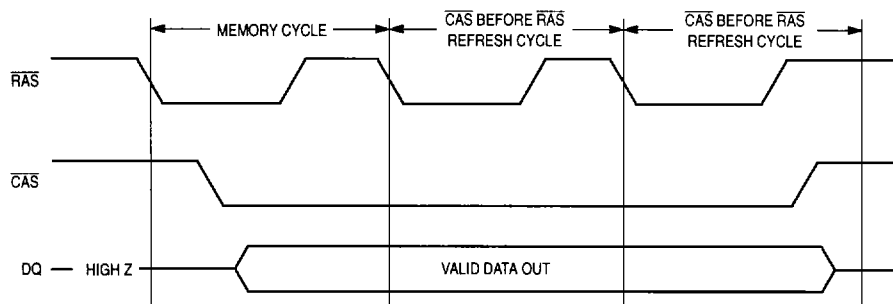 MEMORY CYCLE
CAS BEFORE RAS
REFRESH CYCLE
CAS BEFORE RAS
REFRESH CYCLE
RAS
CAS
DQ
HIGH Z
VALID DATA OUT